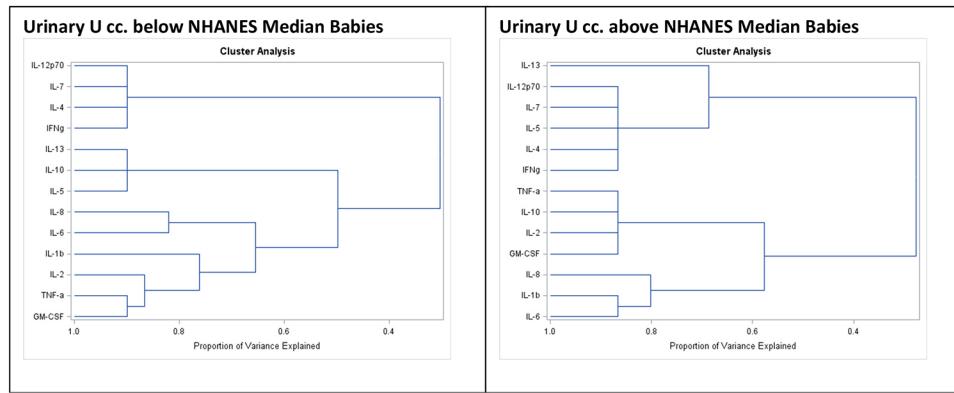 Urinary U cc. below NHANES Median Babies
Cluster Analysis
IL-12p70
IL-7
IL-4
IFNg
IL-13
IL-10
IL-5
IL-8
IL-6
IL-1b
IL-2
TNF-a
GM-CSF
1.0 0.8 0.6 0.4
Proportion of Variance Explained
Urinary U cc. above NHANES Median Babies
Cluster Analysis
IL-13
IL-12p70
IL-7
IL-5
IL-4
IFNg
TNF-a
IL-10
IL-2
GM-CSF
IL-8
IL-1b
IL-6
1.0 0.8 0.6 0.4
Proportion of Variance Explained